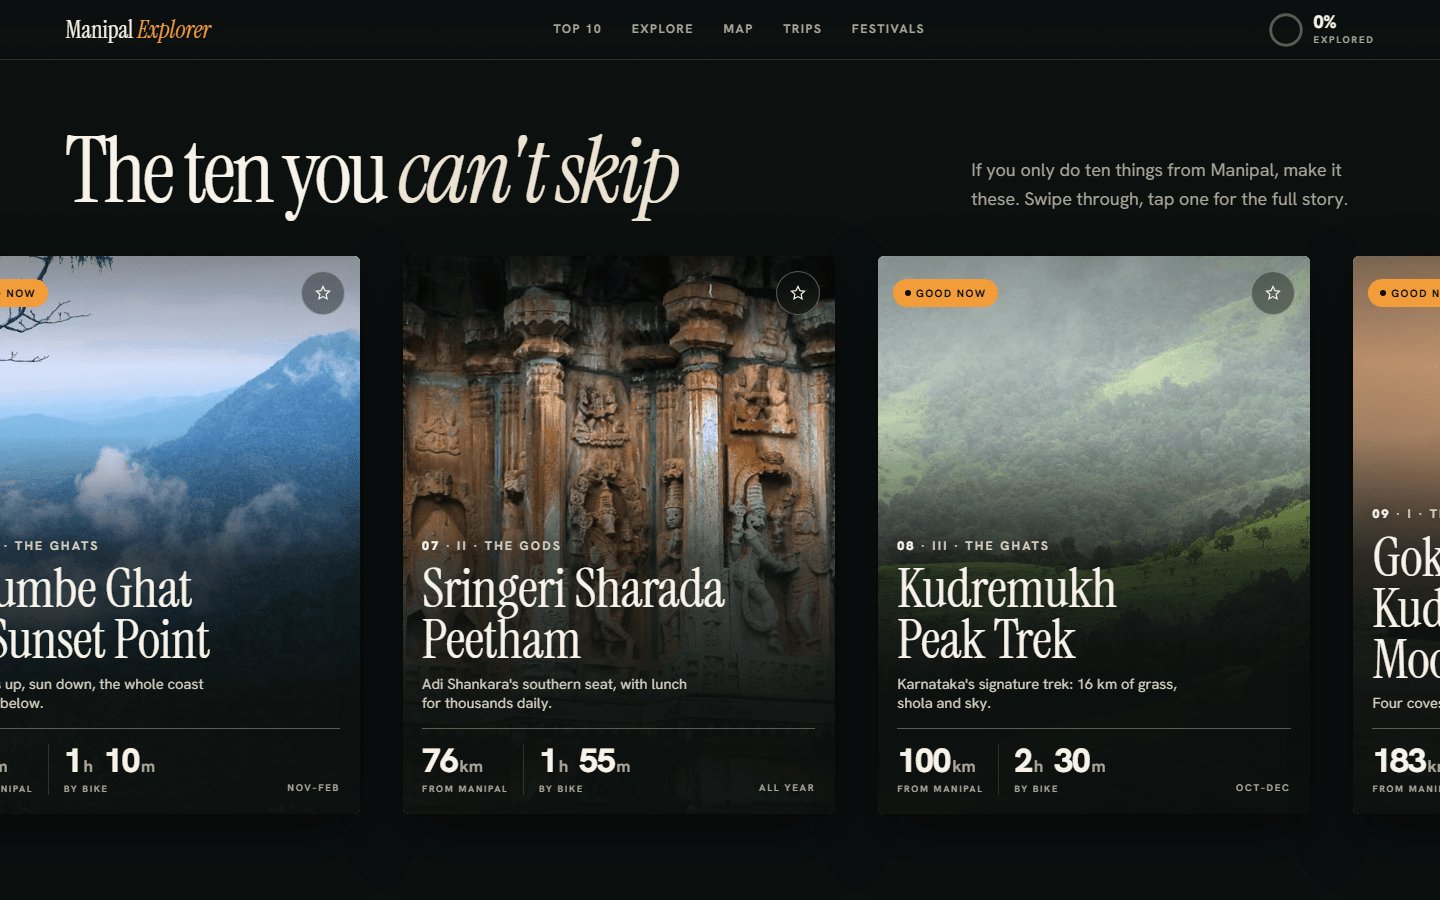 Manipal Explorer
TOP 10
EXPLORE
MAP
TRIPS
FESTIVALS
0%
EXPLORED
The ten you can't skip
If you only do ten things from Manipal, make it
these. Swipe through, tap one for the full story.
NOW
· THE GHATS
umbe Ghat
Sunset Point
s up, sun down, the whole coast
below.
m
1h 10m
NIPAL
BY BIKE
NOV–FEB
07 · II · THE GODS
Sringeri Sharada
Peetham
Adi Shankara's southern seat, with lunch
for thousands daily.
76km
1h 55m
FROM MANIPAL
BY BIKE
ALL YEAR
GOOD NOW
08 · III · THE GHATS
Kudremukh
Peak Trek
Karnataka's signature trek: 16 km of grass,
shola and sky.
100km
2h 30m
FROM MANIPAL
BY BIKE
OCT–DEC
GOOD N
09 · I · T
Gok
Kud
Moo
Four coves
183k
FROM MANI